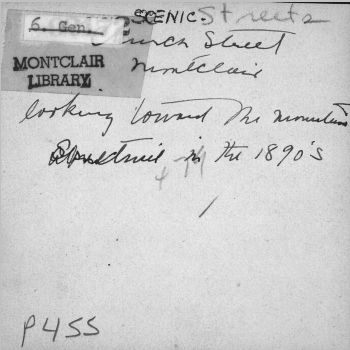 SCENIC. Streets
6. Gen.
Church Street
MONTCLAIR
LIBRARY
Montclair
looking toward the mountain
in the 1890's
P455